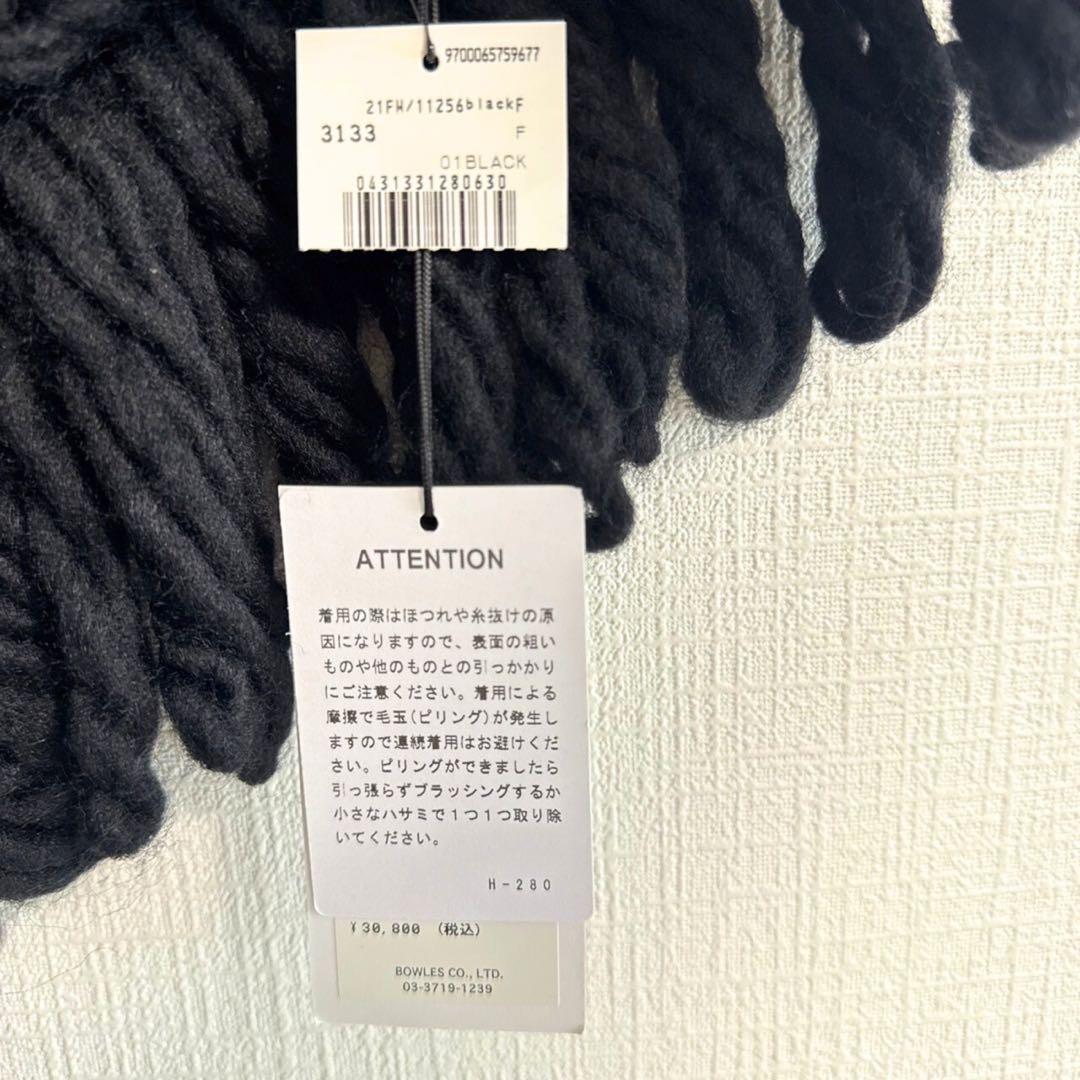 9700065759677
21FW/11256blackF
3133 F
01BLACK
0431331280630
ATTENTION
着用の際はほつれや糸抜けの原
因になりますので、表面の粗い
ものや他のものとの引っかかり
にご注意ください。着用による
摩擦で毛玉(ピリング)が発生し
ますので連続着用はお避けくだ
さい。ピリングができましたら
引っ張らずブラッシングするか
小さなハサミで1つ1つ取り除
いてください。
H-280
¥30,800 (税込)
BOWLES CO., LTD.
03-3719-1239